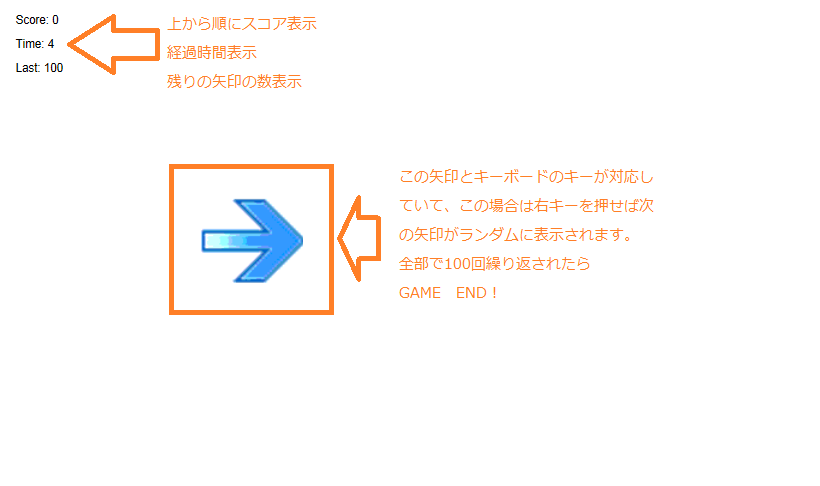 Score: 0
Time: 4
Last: 100
上から順にスコア表示
経過時間表示
残りの矢印の数表示
この矢印とキーボードのキーが対応し
ていて、この場合は右キーを押せば次
の矢印がランダムに表示されます。
全部で100回繰り返されたら
GAME　END！